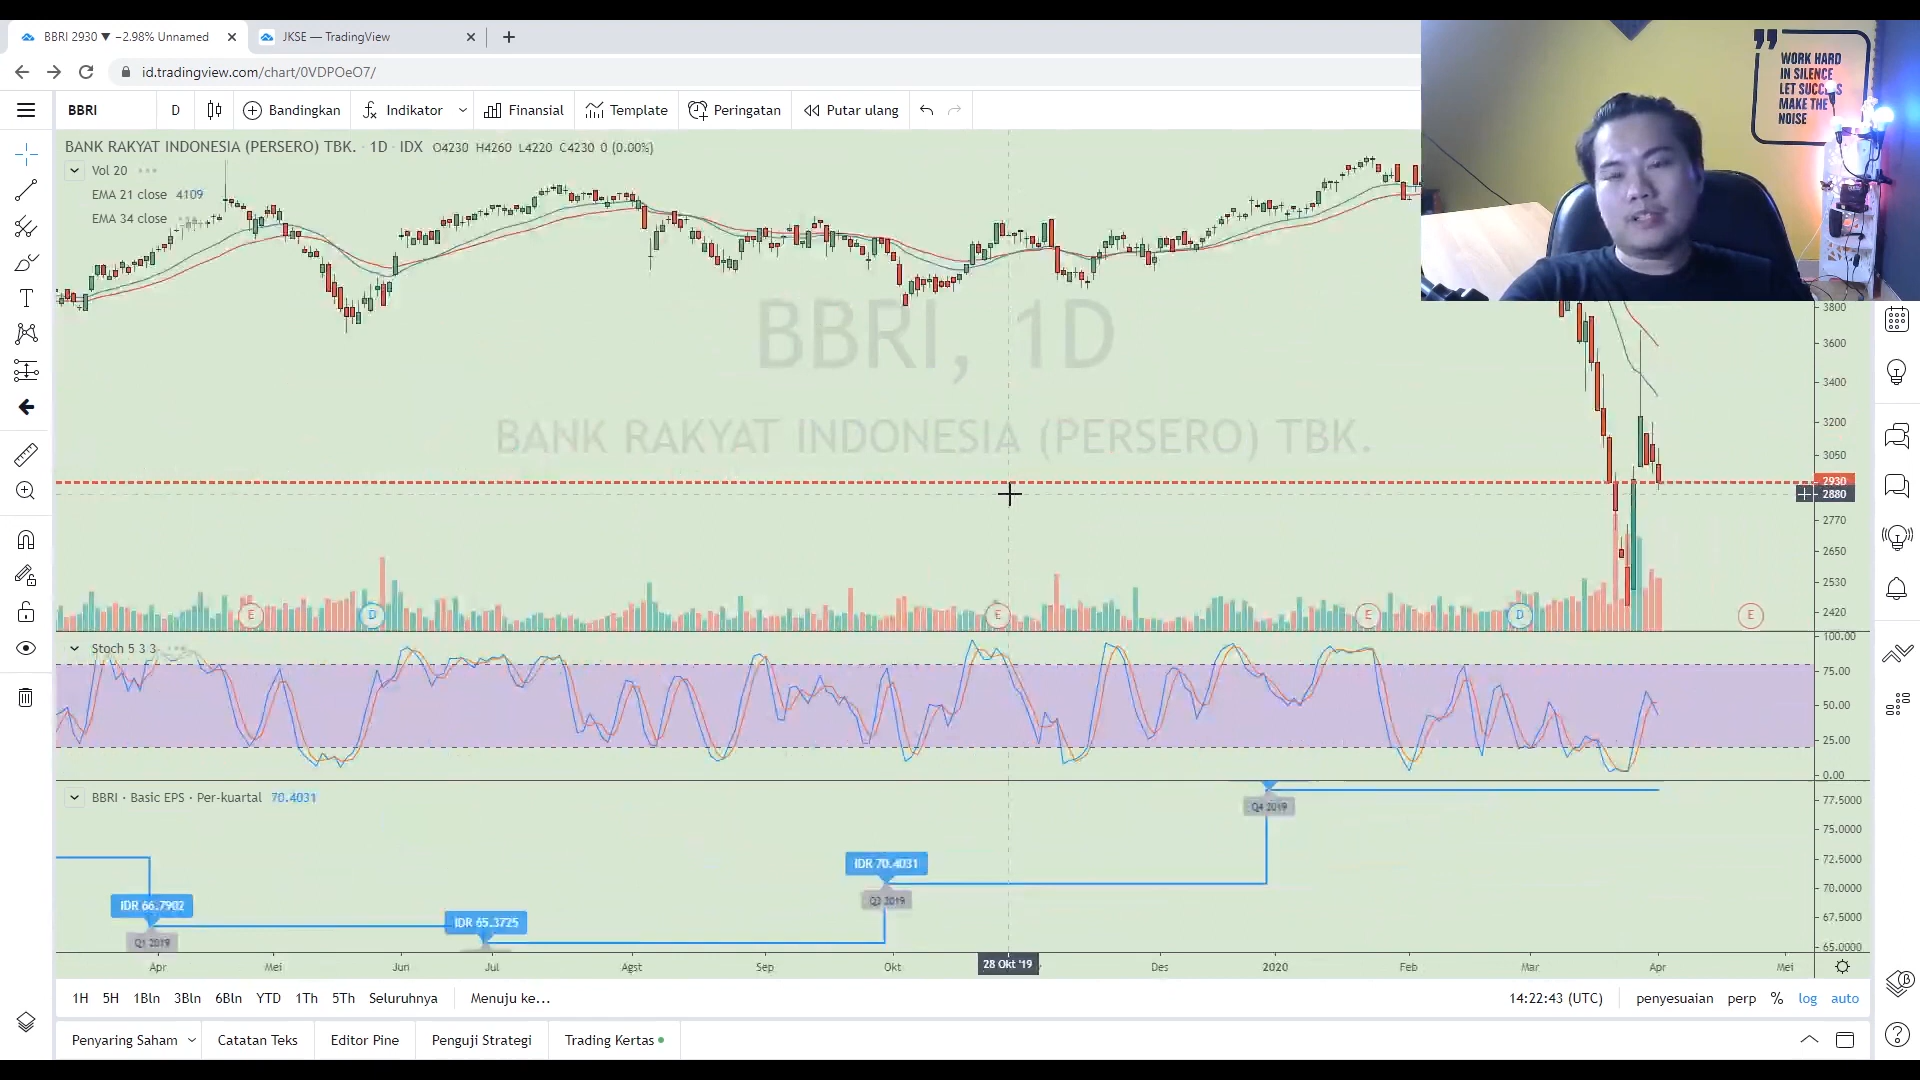 BBRI 2930 ▼ −2.98% Unnamed
JKSE — TradingView
id.tradingview.com/chart/0VDPOeO7/
BBRI D Bandingkan Indikator Finansial Template Peringatan Putar ulang
BANK RAKYAT INDONESIA (PERSERO) TBK. · 1D · IDX O4230 H4260 L4220 C4230 0 (0.00%)
Vol 20
EMA 21 close 4109
EMA 34 close
WORK HARD
IN SILENCE
LET SUCCESS
MAKE THE
NOISE
BBRI, 1D
BANK RAKYAT INDONESIA (PERSERO) TBK.
3800
3600
3400
3200
3050
2930
2880
2770
2650
2530
2420
E D E E D E
Stoch 5 3 3
100.00
75.00
50.00
25.00
0.00
BBRI · Basic EPS · Per-kuartal 70.4031
77.5000
75.0000
72.5000
70.0000
67.5000
65.0000
Q4 2019
IDR 70.4031
Q3 2019
IDR 66.7902
Q1 2019
IDR 65.3725
Apr Mei Jun Jul Agst Sep Okt 28 Okt '19 Des 2020 Feb Mar Apr Mei
1H 5H 1Bln 3Bln 6Bln YTD 1Th 5Th Seluruhnya Menuju ke... 14:22:43 (UTC) penyesuaian perp % log auto
Penyaring Saham Catatan Teks Editor Pine Penguji Strategi Trading Kertas